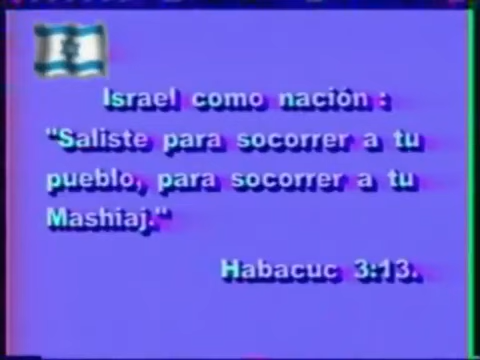 Israel como nación :
"Saliste para socorrer a tu
pueblo, para socorrer a tu
Mashiaj."
Habacuc 3:13.